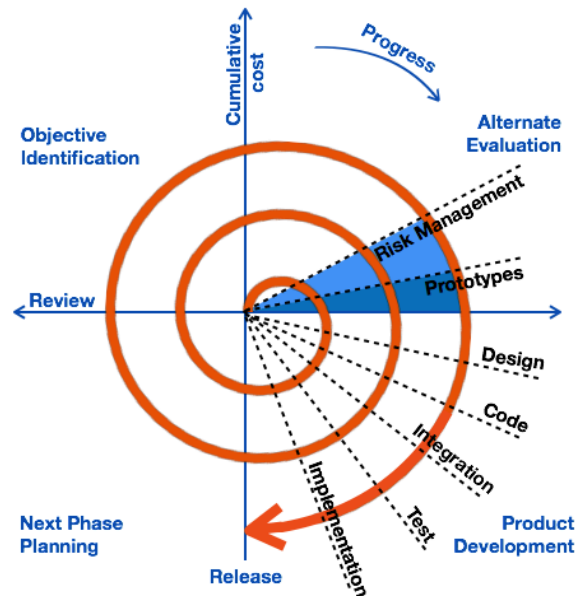 Cumulative
cost
Progress
Objective
Identification
Alternate
Evaluation
Risk Management
Prototypes
Review
Design
Code
Integration
Test
Implementation
Next Phase
Planning
Product
Development
Release